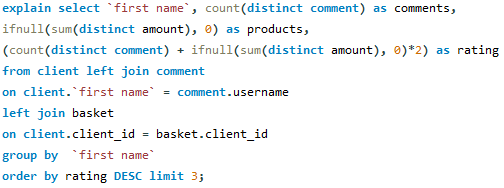 explain select `first name`, count(distinct comment) as comments,
ifnull(sum(distinct amount), 0) as products,
(count(distinct comment) + ifnull(sum(distinct amount), 0)*2) as rating
from client left join comment
on client.`first name` = comment.username
left join basket
on client.client_id = basket.client_id
group by  `first name`
order by rating DESC limit 3;